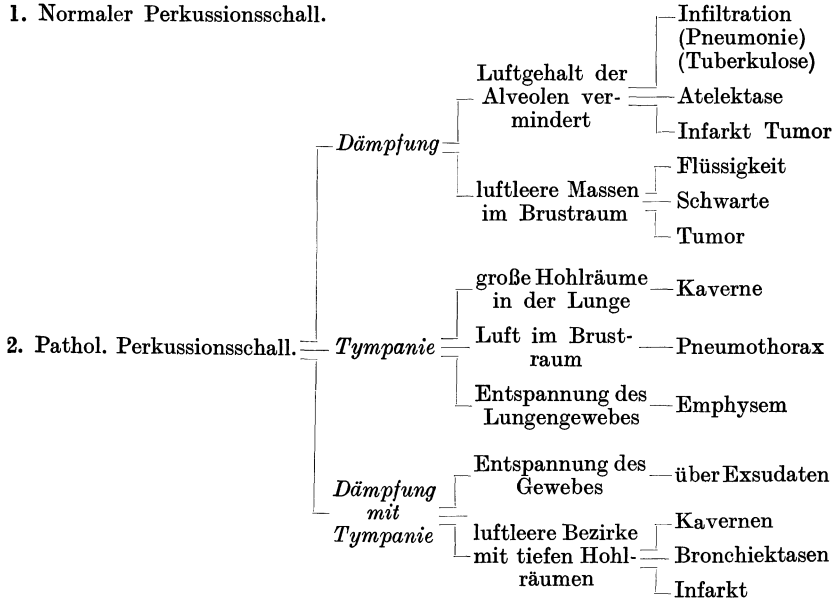 1. Normaler Perkussionsschall.
2. Pathol. Perkussionsschall.
Dämpfung
Luftgehalt der
Alveolen ver-
mindert
Infiltration
(Pneumonie)
(Tuberkulose)
Atelektase
Infarkt Tumor
luftleere Massen
im Brustraum
Flüssigkeit
Schwarte
Tumor
Tympanie
große Hohlräume
in der Lunge
Kaverne
Luft im Brust-
raum
Pneumothorax
Entspannung des
Lungengewebes
Emphysem
Dämpfung
mit
Tympanie
Entspannung des
Gewebes
über Exsudaten
luftleere Bezirke
mit tiefen Hohl-
räumen
Kavernen
Bronchiektasen
Infarkt